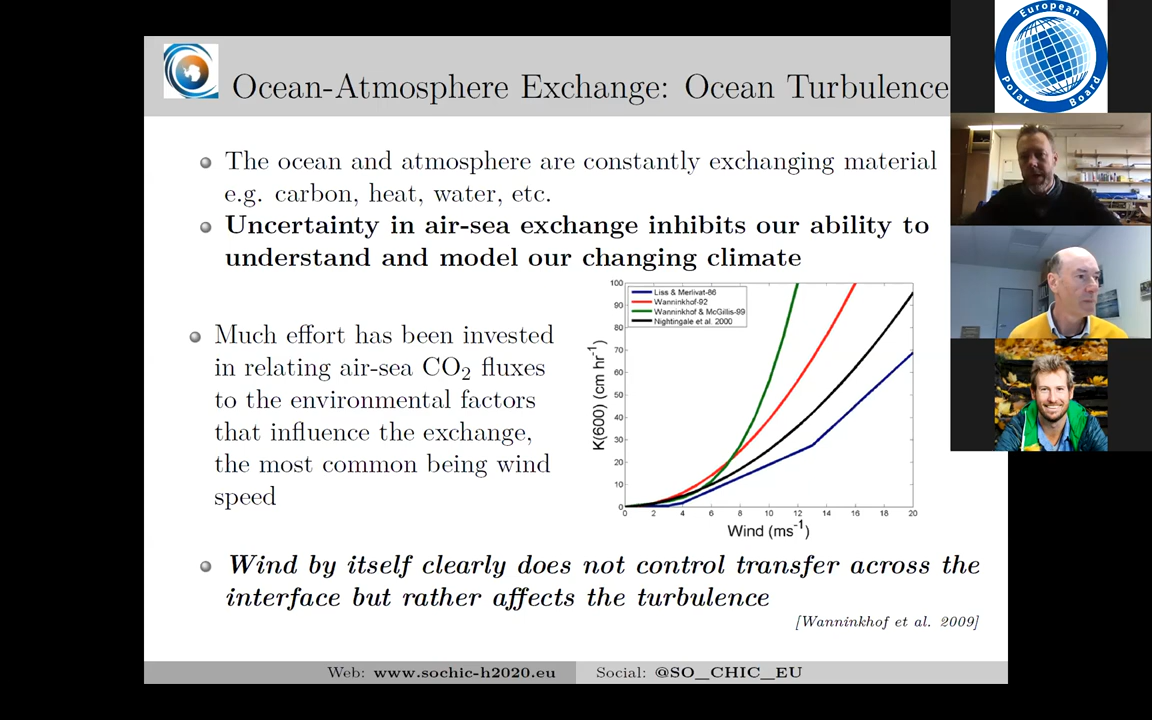 Ocean-Atmosphere Exchange: Ocean Turbulence
European
Polar Board
The ocean and atmosphere are constantly exchanging material
e.g. carbon, heat, water, etc.
Uncertainty in air-sea exchange inhibits our ability to
understand and model our changing climate
Much effort has been invested
in relating air-sea CO₂ fluxes
to the environmental factors
that influence the exchange,
the most common being wind
speed
Liss & Merlivat-86
Wanninkhof-92
Wanninkhof & McGillis-99
Nightingale et al. 2000
K(600) (cm hr⁻¹)
100
90
80
70
60
50
40
30
20
10
0
0 2 4 6 8 10 12 14 16 18 20
Wind (ms⁻¹)
Wind by itself clearly does not control transfer across the
interface but rather affects the turbulence
[Wanninkhof et al. 2009]
Web: www.sochic-h2020.eu Social: @SO_CHIC_EU